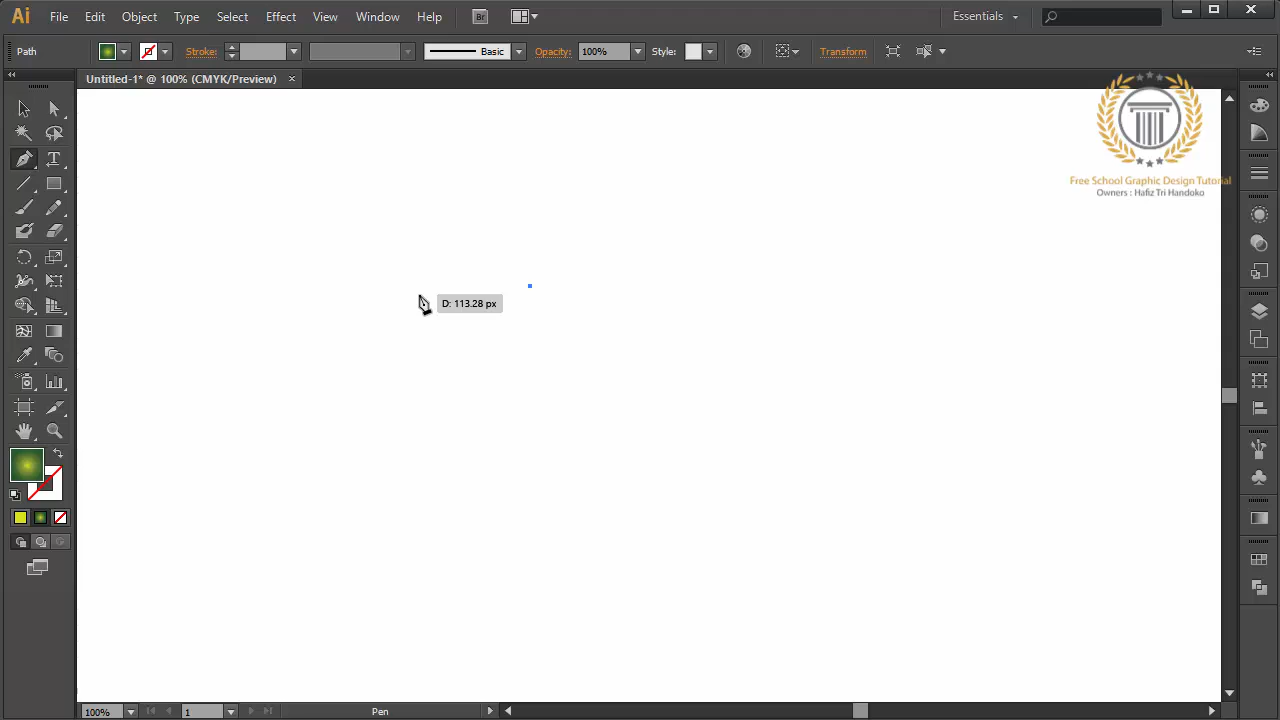 Ai File Edit Object Type Select Effect View Window Help Br Essentials
Path Stroke: Basic Opacity: 100% Style: Transform
Untitled-1* @ 100% (CMYK/Preview)
Free School Graphic Design Tutorial
Owners : Hafiz Tri Handoko
D: 113.28 px
100% 1 Pen